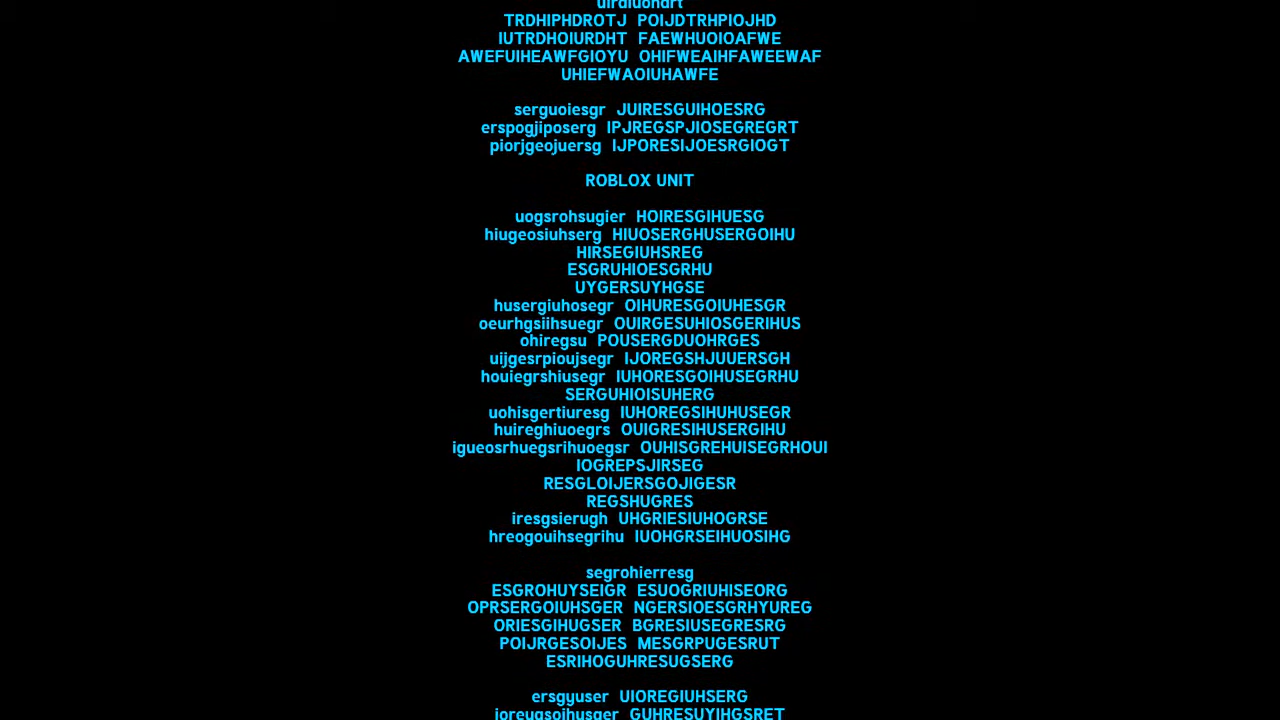 uirdiuohdrt
TRDHIPHDROTJ POIJDTRHPIOJHD
IUTRDHOIURDHT FAEWHUOIOAFWE
AWEFUIHEAWFGIOYU OHIFWEAIHFAWEEWAF
UHIEFWAOIUHAWFE
serguoiesgr JUIRESGUIHOESRG
erspogjiposerg IPJREGSPJIOSEGREGRT
piorjgeojuersg IJPORESIJOESRGIOGT
ROBLOX UNIT
uogsrohsugier HOIRESGIHUESG
hiugeosiuhserg HIUOSERGHUSERGOIHU
HIRSEGIUHSREG
ESGRUHIOESGRHU
UYGERSUYHGSE
husergiuhosegr OIHURESGOIUHESGR
oeurhgsiihsuegr OUIRGESUHIOSGERIHUS
ohiregsu POUSERGDUOHRGES
uijgesrpioujsegr IJOREGSHJUUERSGH
houiegrshiusegr IUHORESGOIHUSEGRHU
SERGUHIOISUHERG
uohisgertiuresg IUHOREGSIHUHUSEGR
huireghiuoegrs OUIGRESIHUSERGIHU
igueosrhuegsrihuoegsr OUHISGREHUISEGRHOUI
IOGREPSJIRSEG
RESGLOIJERSGOJIGESR
REGSHUGRES
iresgsierugh UHGRIESIUHOGRSE
hreogouihsegrihu IUOHGRSEIHUOSIHG
segrohierresg
ESGROHUYSEIGR ESUOGRIUHISEORG
OPRSERGOIUHSGER NGERSIOESGRHYUREG
ORIESGIHUGSER BGRESIUSEGRESRG
POIJRGESOIJES MESGRPUGESRUT
ESRIHOGUHRESUGSERG
ersgyuser UIOREGIUHSERG
ioreugsoihusger GUHRESUYIHGSRET